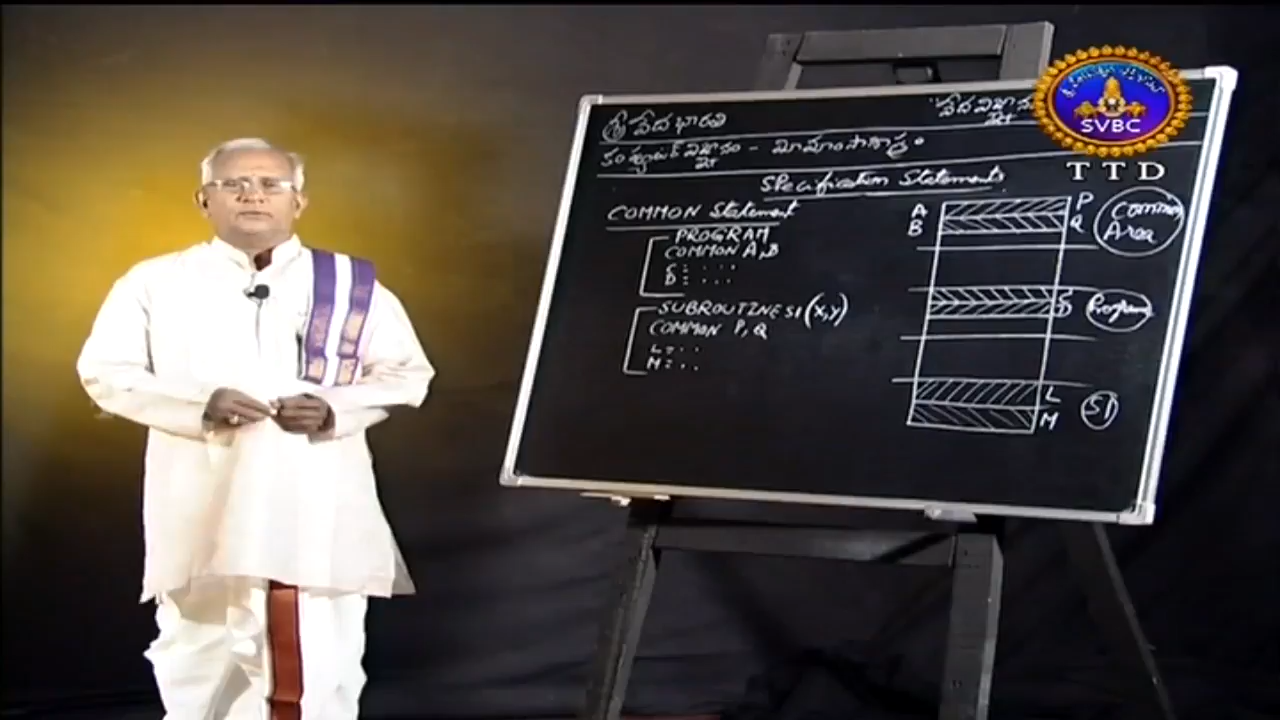 శ్రీ వేద భారతి
"వేద విజ్ఞా
కంప్యూటర్ విజ్ఞానం - మీమాంసాశాస్త్రం
Specification Statements
COMMON Statement
PROGRAM
COMMON A, B
C = . . . .
D = . . .
SUBROUTINE S1 (X, Y)
COMMON P, Q
L = . .
M = . .
A
B
P
Q
Common
Area
Program
L
M
S1
SVBC
TTD